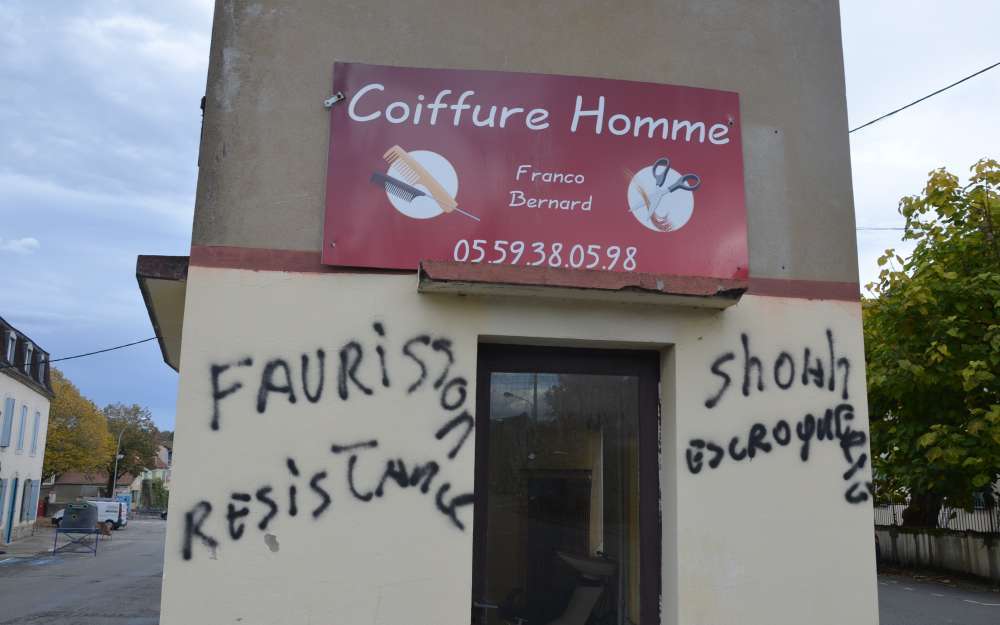 Coiffure Homme
Franco
Bernard
05.59.38.05.98
FAURISSON
RESISTANCE
ShOAh
ESCROQUERIE